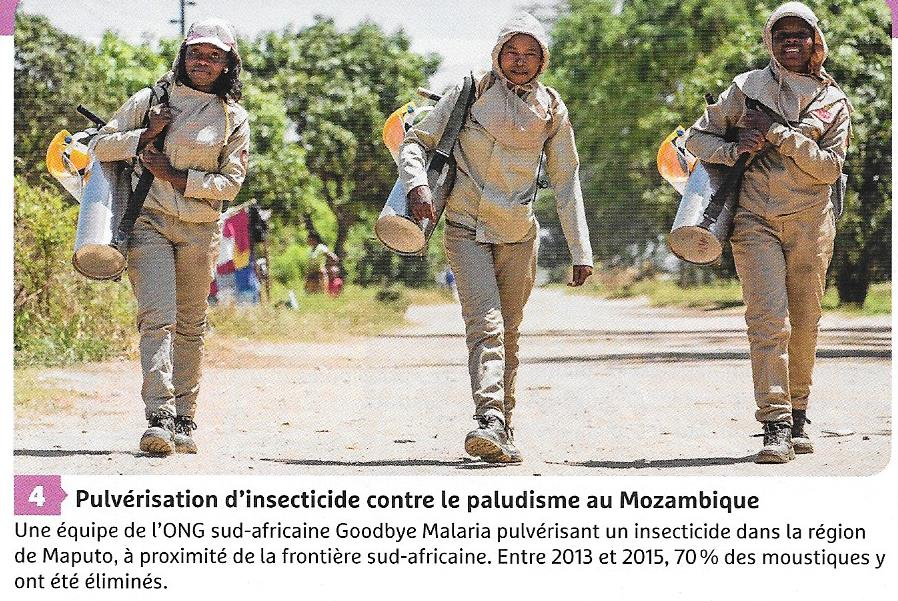 4 Pulvérisation d'insecticide contre le paludisme au Mozambique
Une équipe de l'ONG sud-africaine Goodbye Malaria pulvérisant un insecticide dans la région
de Maputo, à proximité de la frontière sud-africaine. Entre 2013 et 2015, 70 % des moustiques y
ont été éliminés.